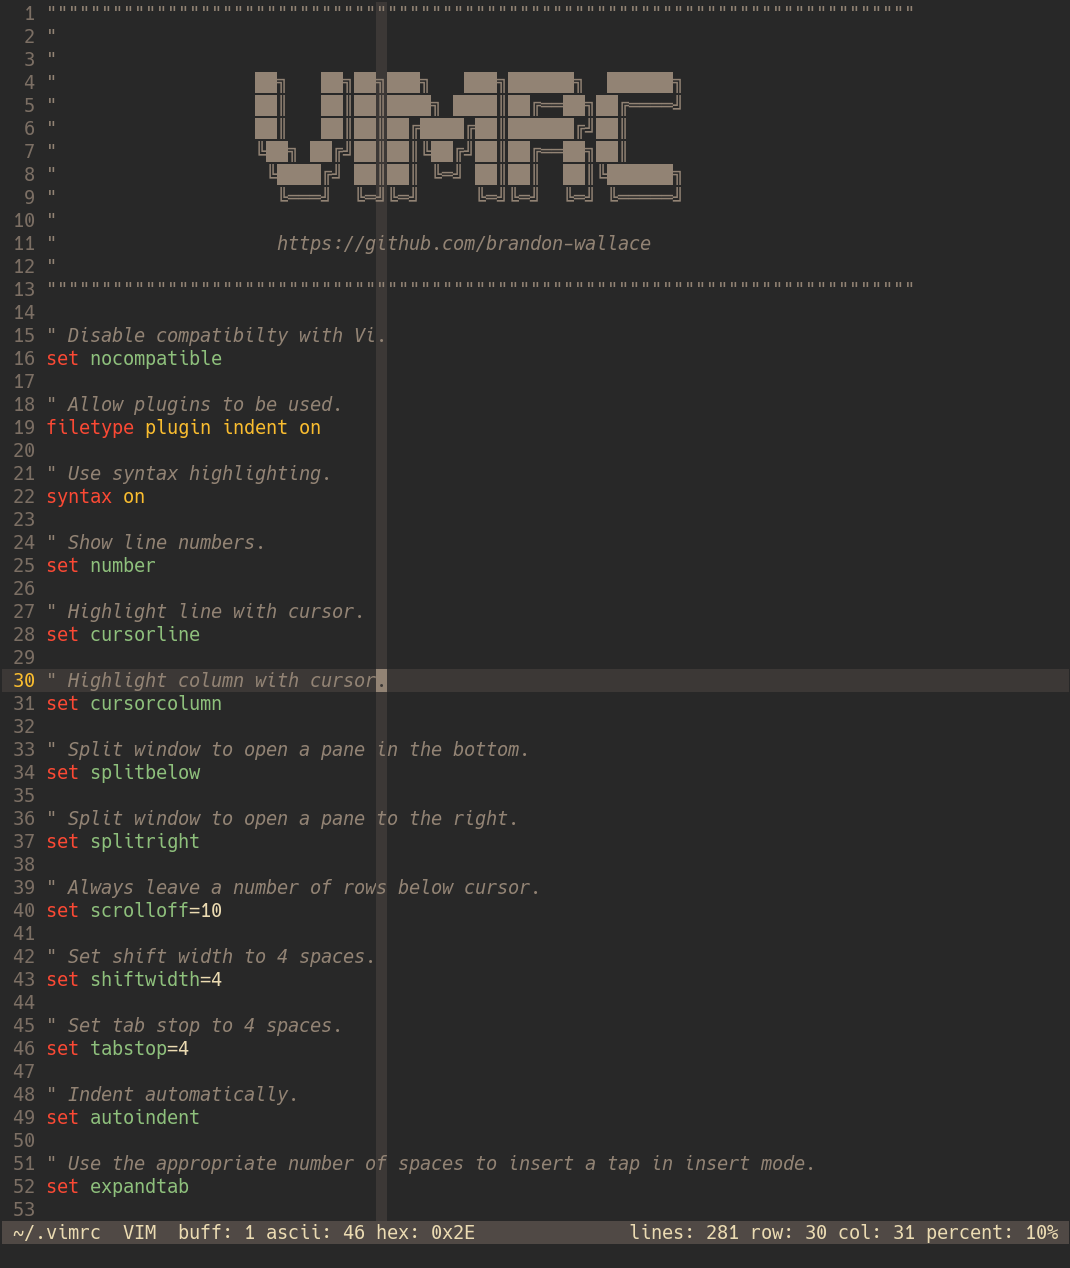 1 """""""""""""""""""""""""""""""""""""""""""""""""""""""""""""""""""""""""""""""
2 "
3 "
4 "                  ██╗   ██╗██╗███╗   ███╗██████╗  ██████╗
5 "                  ██║   ██║██║████╗ ████║██╔══██╗██╔════╝
6 "                  ██║   ██║██║██╔████╔██║██████╔╝██║
7 "                  ╚██╗ ██╔╝██║██║╚██╔╝██║██╔══██╗██║
8 "                   ╚████╔╝ ██║██║ ╚═╝ ██║██║  ██║╚██████╗
9 "                    ╚═══╝  ╚═╝╚═╝     ╚═╝╚═╝  ╚═╝ ╚═════╝
10 "
11 "                    https://github.com/brandon-wallace
12 "
13 """""""""""""""""""""""""""""""""""""""""""""""""""""""""""""""""""""""""""""""
14
15 " Disable compatibilty with Vi.
16 set nocompatible
17
18 " Allow plugins to be used.
19 filetype plugin indent on
20
21 " Use syntax highlighting.
22 syntax on
23
24 " Show line numbers.
25 set number
26
27 " Highlight line with cursor.
28 set cursorline
29
30 " Highlight column with cursor.
31 set cursorcolumn
32
33 " Split window to open a pane in the bottom.
34 set splitbelow
35
36 " Split window to open a pane to the right.
37 set splitright
38
39 " Always leave a number of rows below cursor.
40 set scrolloff=10
41
42 " Set shift width to 4 spaces.
43 set shiftwidth=4
44
45 " Set tab stop to 4 spaces.
46 set tabstop=4
47
48 " Indent automatically.
49 set autoindent
50
51 " Use the appropriate number of spaces to insert a tap in insert mode.
52 set expandtab
53
~/.vimrc  VIM  buff: 1 ascii: 46 hex: 0x2E              lines: 281 row: 30 col: 31 percent: 10%